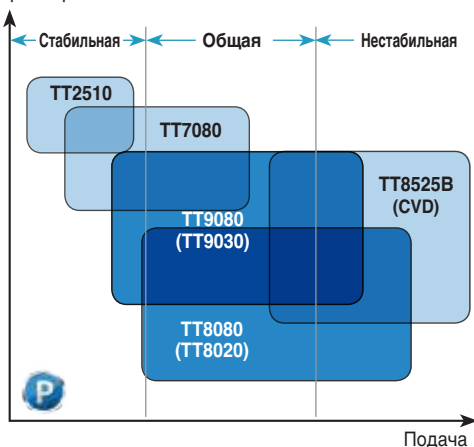 Стабильная
Общая
Нестабильная
TT2510
TT7080
TT8525B
(CVD)
TT9080
(TT9030)
TT8080
(TT8020)
P
Подача